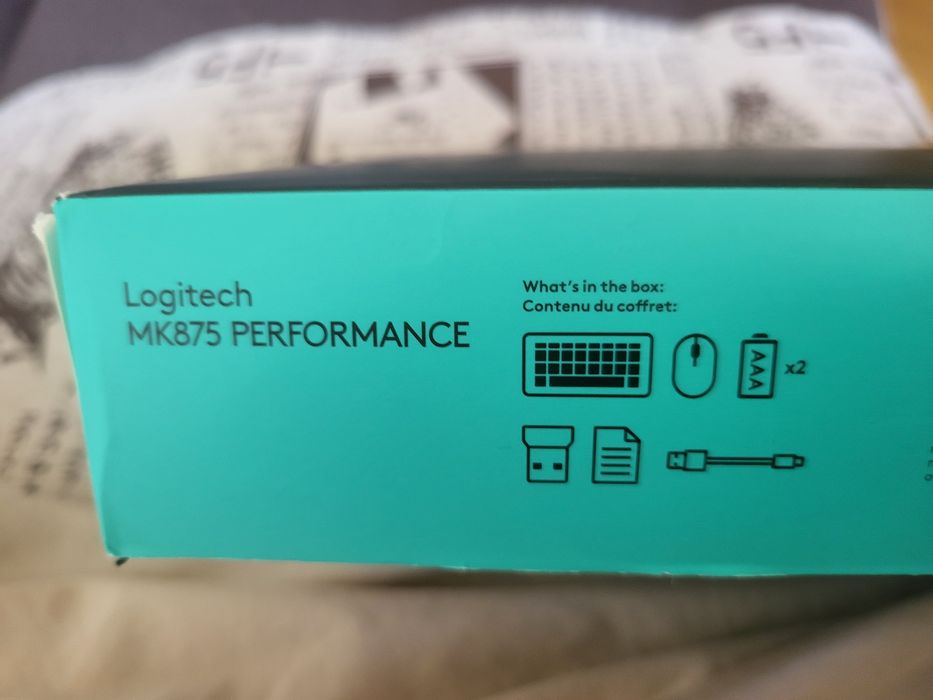 Logitech
MK875 PERFORMANCE
What's in the box:
Contenu du coffret:
AAA
x2